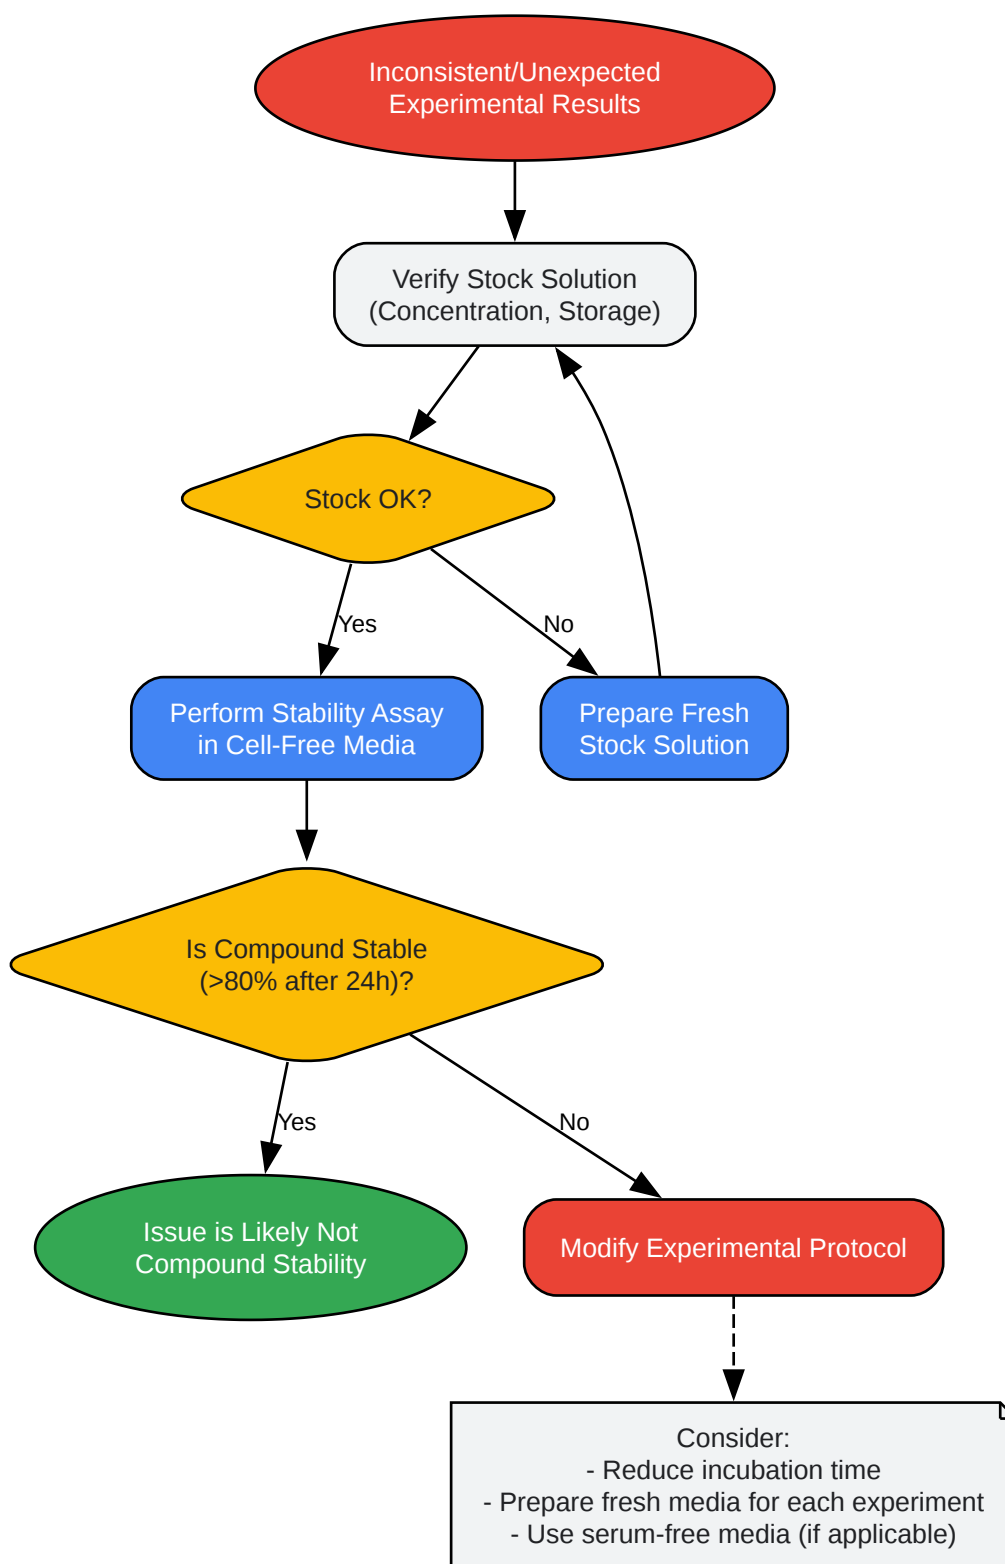 Inconsistent/Unexpected
Experimental Results
Verify Stock Solution
(Concentration, Storage)
Stock OK?
Yes
No
Perform Stability Assay
in Cell-Free Media
Prepare Fresh
Stock Solution
Is Compound Stable
(>80% after 24h)?
Yes
No
Issue is Likely Not
Compound Stability
Modify Experimental Protocol
Consider:
- Reduce incubation time
- Prepare fresh media for each experiment
- Use serum-free media (if applicable)